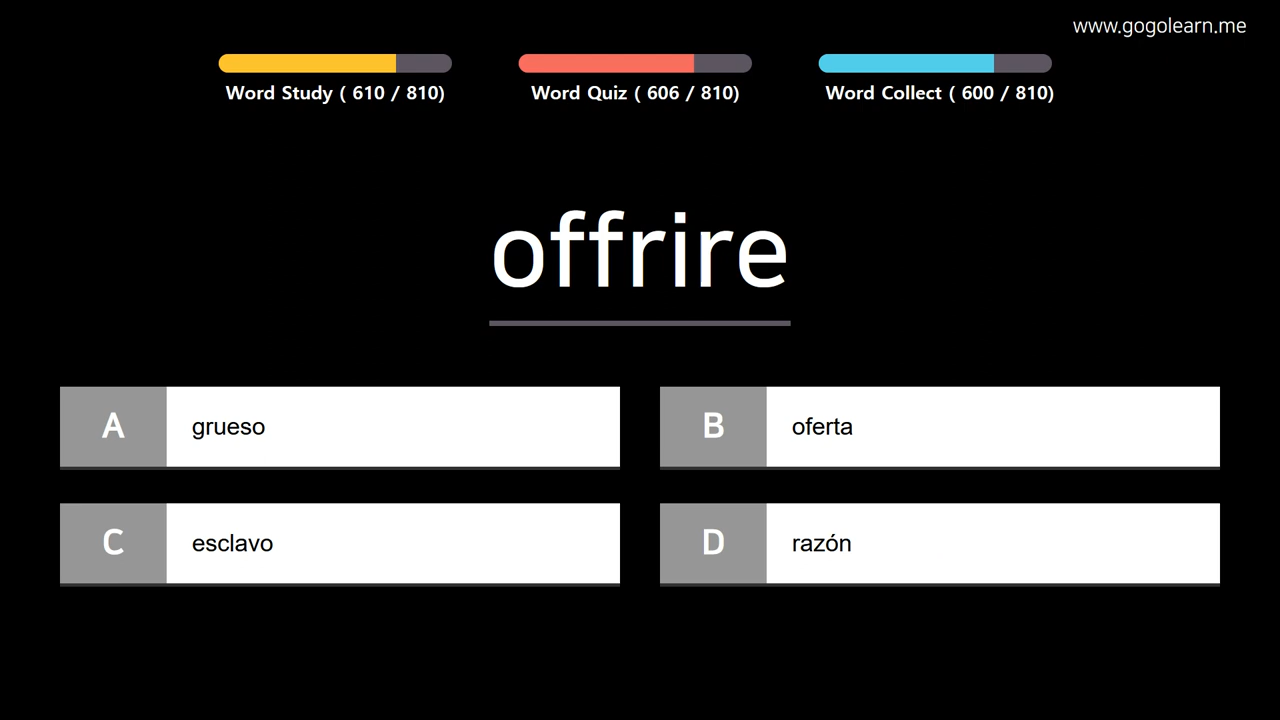 www.gogolearn.me
Word Study ( 610 / 810)
Word Quiz ( 606 / 810)
Word Collect ( 600 / 810)
offrire
A grueso
B oferta
C esclavo
D razón